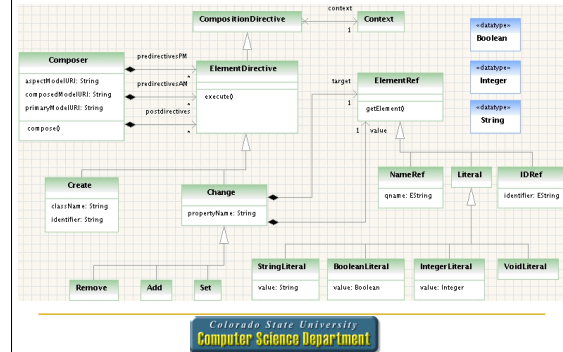 CompositionDirective
context
1
Context
«datatype»
Boolean
Composer
aspectModelURI: String
composedModelURI: String
primaryModelURI: String
compose()
predirectivesPM
*
predirectivesAM
*
postdirectives
*
ElementDirective
execute()
target
1
ElementRef
getElement()
1 value
«datatype»
Integer
«datatype»
String
Create
className: String
identifier: String
Change
propertyName: String
NameRef
qname: EString
Literal
IDRef
identifier: EString
Remove
Add
Set
StringLiteral
value: String
BooleanLiteral
value: Boolean
IntegerLiteral
value: Integer
VoidLiteral
Colorado State University
Computer Science Department